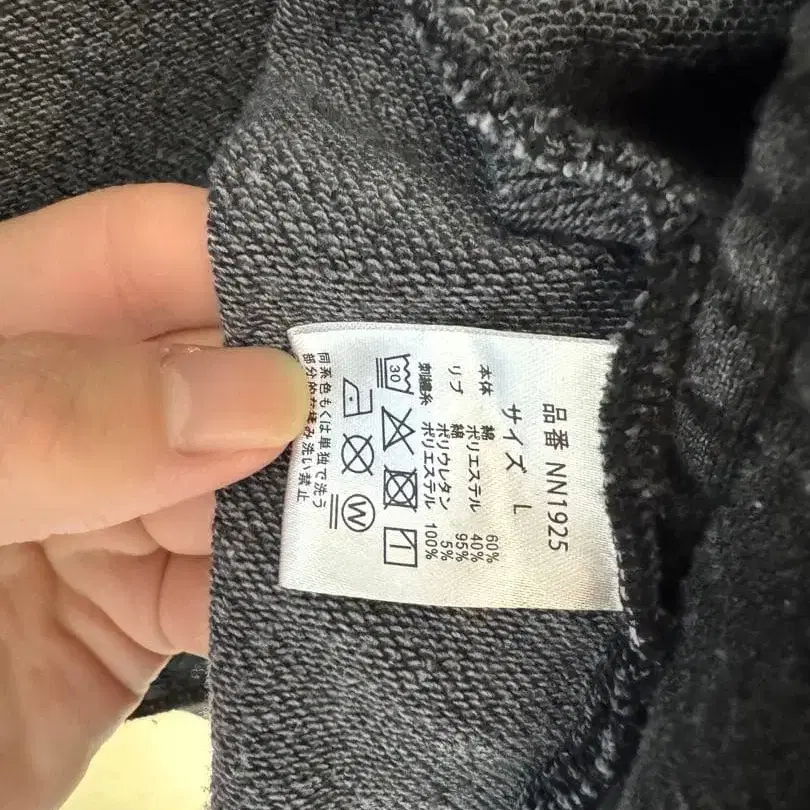 品番 NN1925
サイズ L
本体 綿 60%
ポリエステル 40%
リブ 綿 95%
ポリウレタン 5%
刺繍糸 ポリエステル 100%
30
W
同系色もくは単独で洗う
部分的なもみ洗い禁止